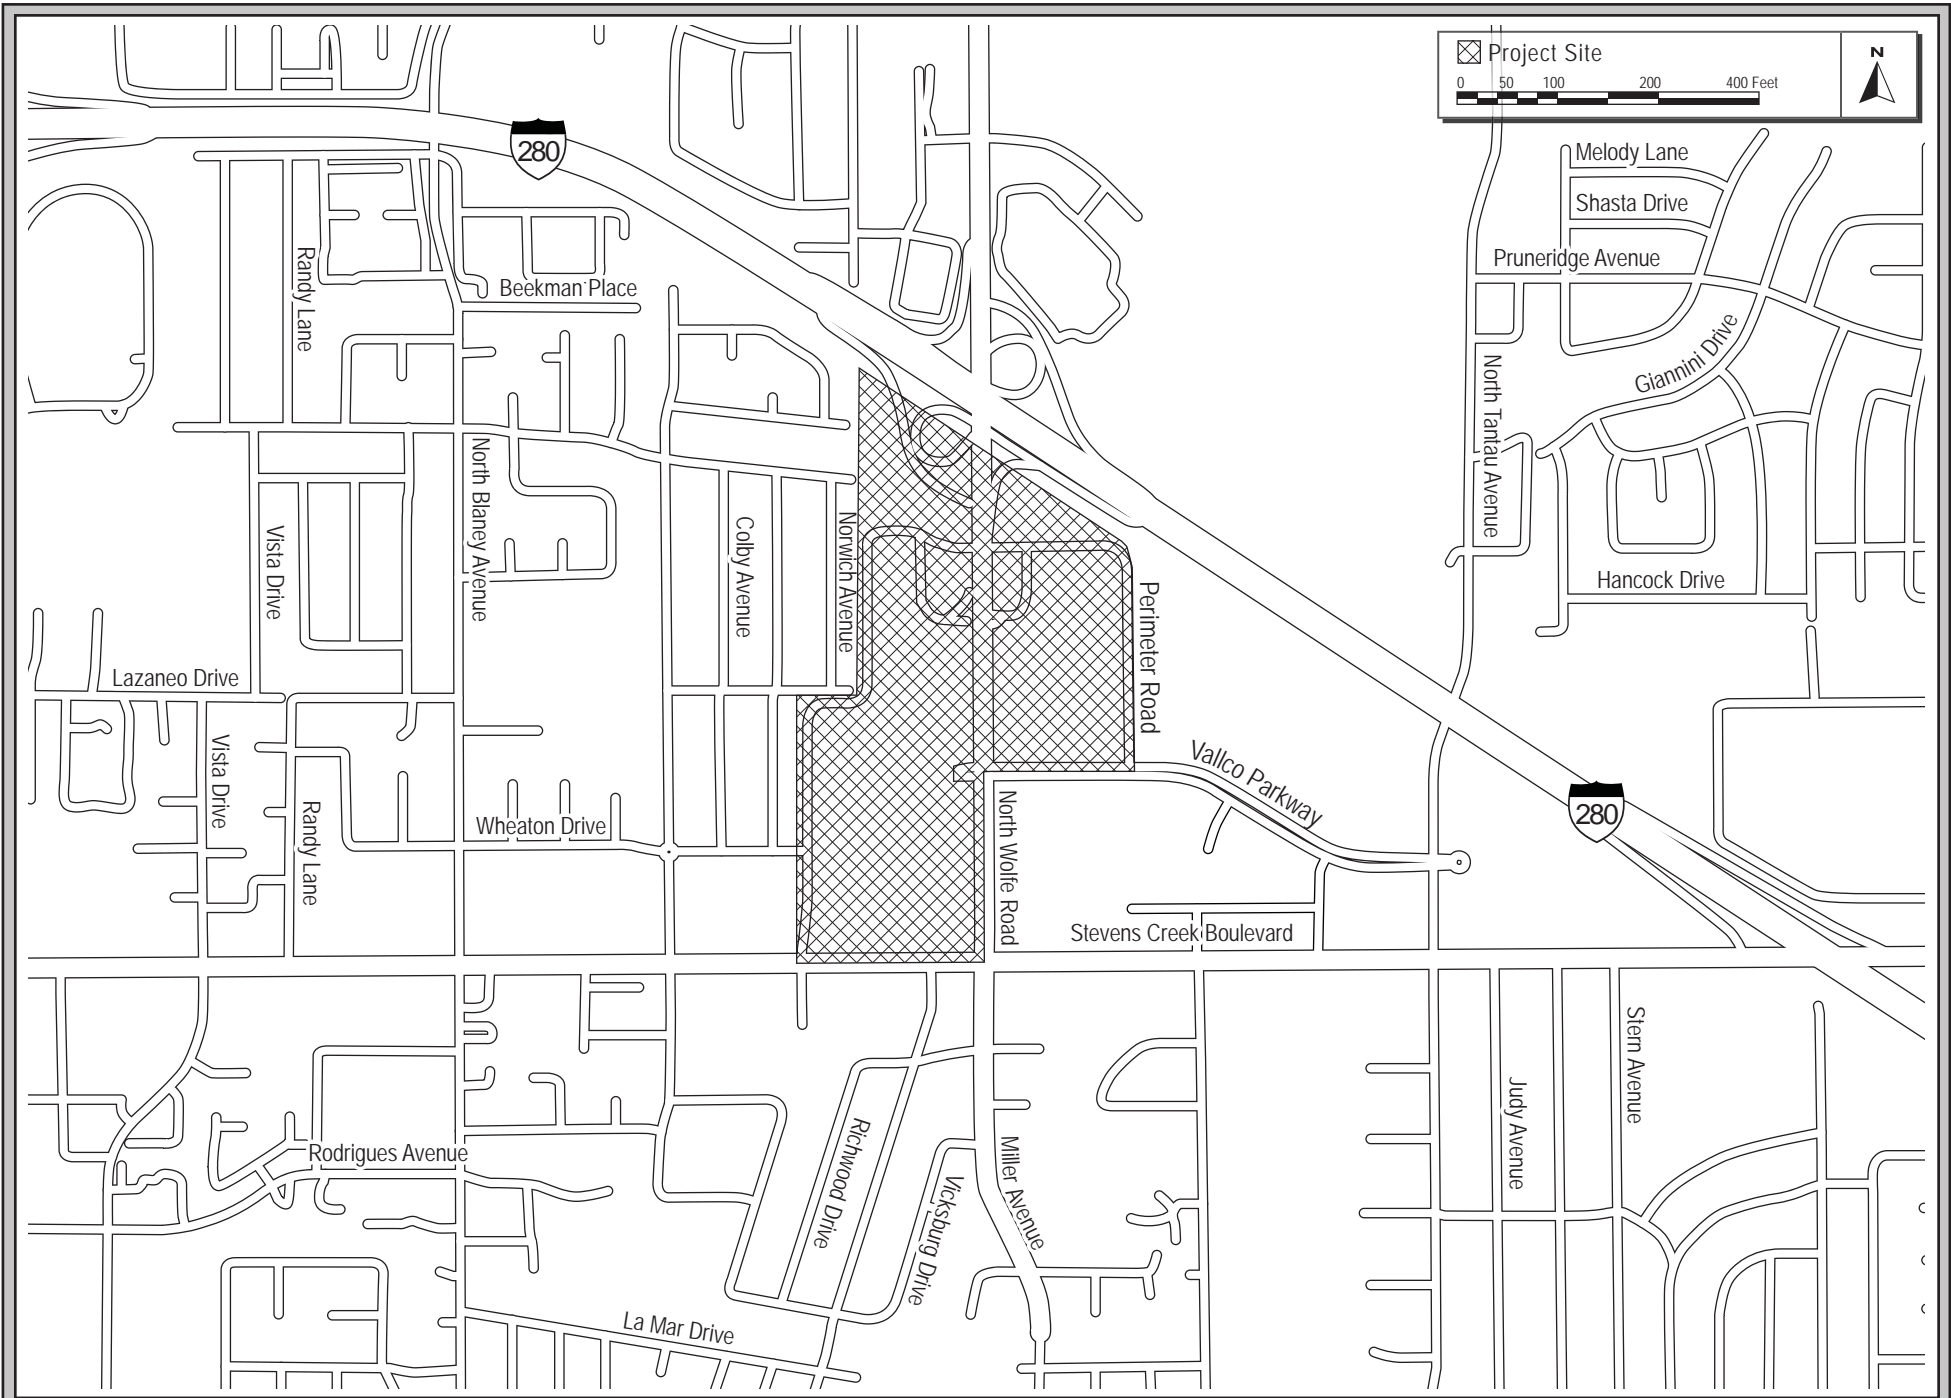 Project Site
N
0 50 100 200 400 Feet
280
Melody Lane
Shasta Drive
Pruneridge Avenue
Randy Lane
Beekman Place
Giannini Drive
North Tantau Avenue
North Blaney Avenue
Vista Drive
Colby Avenue
Norwich Avenue
Hancock Drive
Perimeter Road
Lazaneo Drive
Vista Drive
Vallco Parkway
280
Randy Lane
Wheaton Drive
North Wolfe Road
Stevens Creek Boulevard
Stern Avenue
Judy Avenue
Rodrigues Avenue
Richwood Drive
Miller Avenue
Vicksburg Drive
La Mar Drive